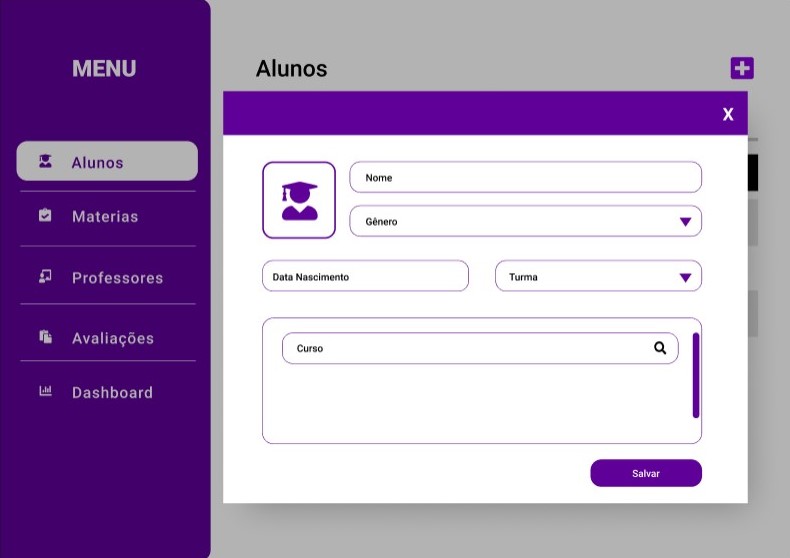 MENU
Alunos
Materias
Professores
Avaliações
Dashboard
Alunos
X
Nome
Gênero
Data Nascimento
Turma
Curso
Salvar